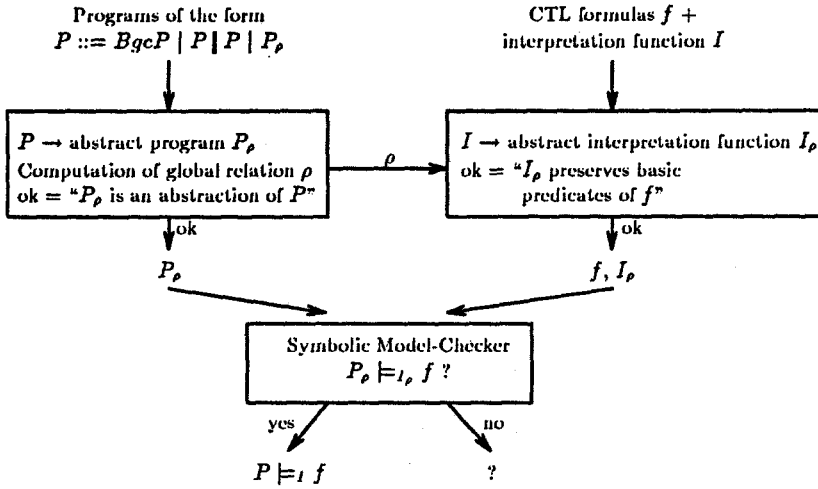 Programs of the form
P ::= BgcP | P ‖ P | P_ρ
CTL formulas f +
interpretation function I
P → abstract program P_ρ
Computation of global relation ρ
ok = "P_ρ is an abstraction of P"
ρ
I → abstract interpretation function I_ρ
ok = "I_ρ preserves basic
predicates of f"
ok
ok
P_ρ
f, I_ρ
Symbolic Model-Checker
P_ρ ⊨_{I_ρ} f ?
yes
no
P ⊨_I f
?